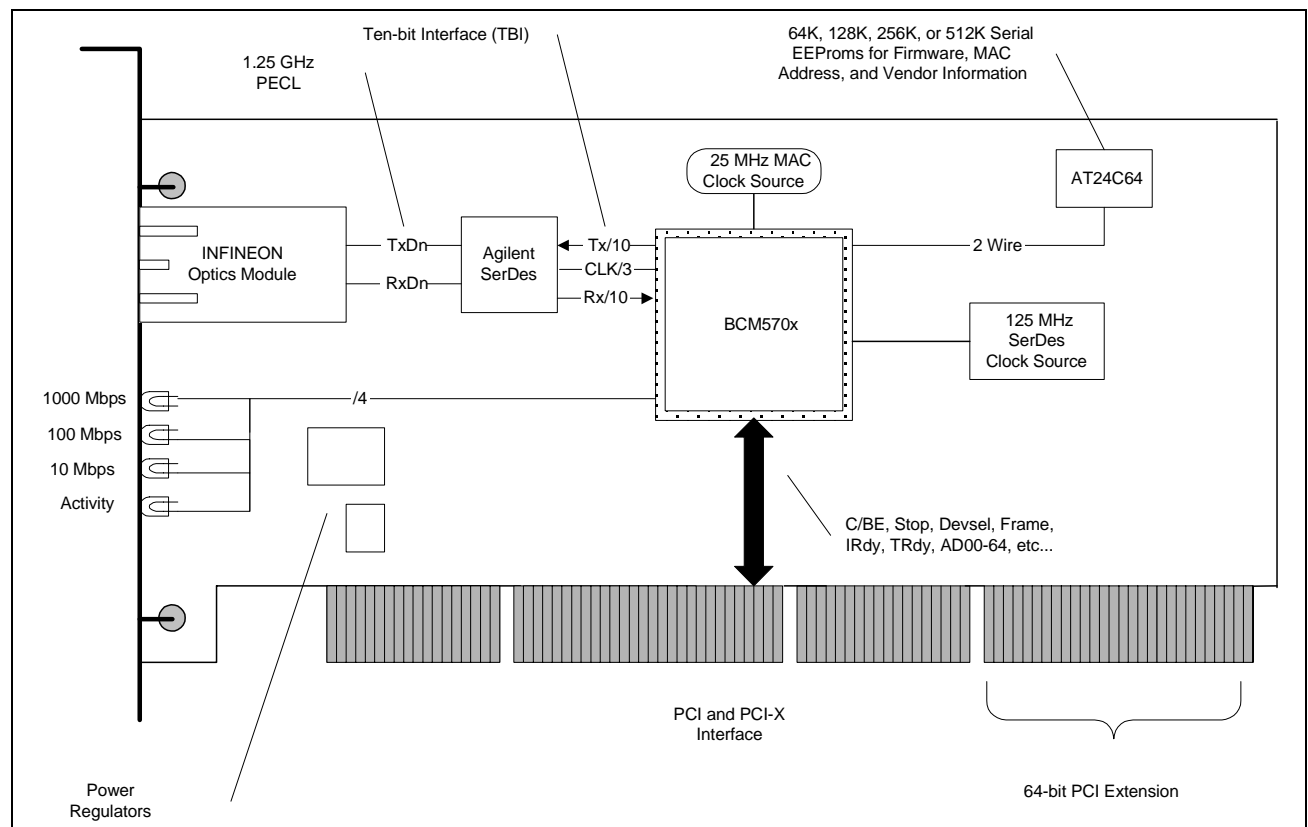 Ten-bit Interface (TBI)
64K, 128K, 256K, or 512K Serial
EEProms for Firmware, MAC
Address, and Vendor Information
1.25 GHz
PECL
25 MHz MAC
Clock Source
AT24C64
INFINEON
Optics Module
TxDn
RxDn
Agilent
SerDes
Tx/10
CLK/3
Rx/10
2 Wire
BCM570x
125 MHz
SerDes
Clock Source
1000 Mbps
/4
100 Mbps
10 Mbps
Activity
C/BE, Stop, Devsel, Frame,
IRdy, TRdy, AD00-64, etc...
PCI and PCI-X
Interface
Power
Regulators
64-bit PCI Extension